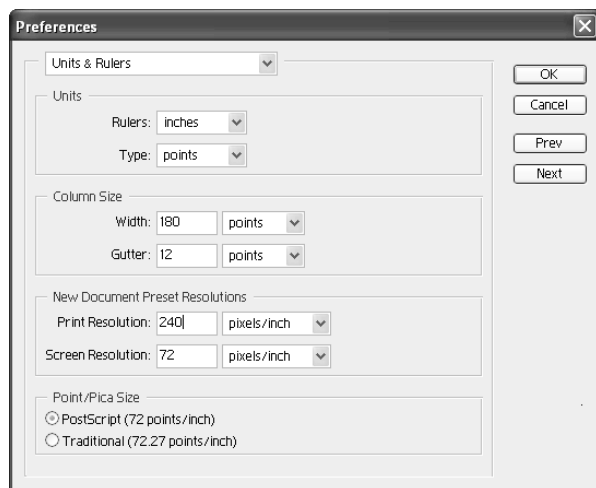 Preferences
Units & Rulers
OK
Cancel
Prev
Next
Units
Rulers: inches
Type: points
Column Size
Width: 180 points
Gutter: 12 points
New Document Preset Resolutions
Print Resolution: 240 pixels/inch
Screen Resolution: 72 pixels/inch
Point/Pica Size
PostScript (72 points/inch)
Traditional (72.27 points/inch)